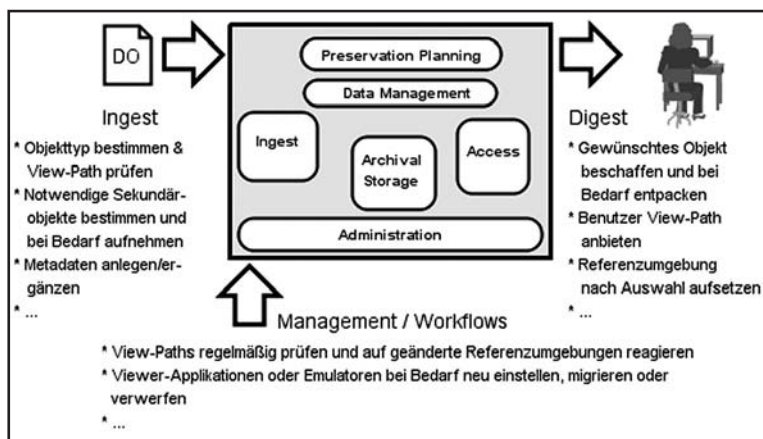 DO
Ingest
* Objekttyp bestimmen &
View-Path prüfen
* Notwendige Sekundär-
objekte bestimmen und
bei Bedarf aufnehmen
* Metadaten anlegen/er-
gänzen
* ...
Preservation Planning
Data Management
Ingest
Archival
Storage
Access
Administration
Digest
* Gewünschtes Objekt
beschaffen und bei
Bedarf entpacken
* Benutzer View-Path
anbieten
* Referenzumgebung
nach Auswahl aufsetzen
* ...
Management / Workflows
* View-Paths regelmäßig prüfen und auf geänderte Referenzumgebungen reagieren
* Viewer-Applikationen oder Emulatoren bei Bedarf neu einstellen, migrieren oder
verwerfen
* ...